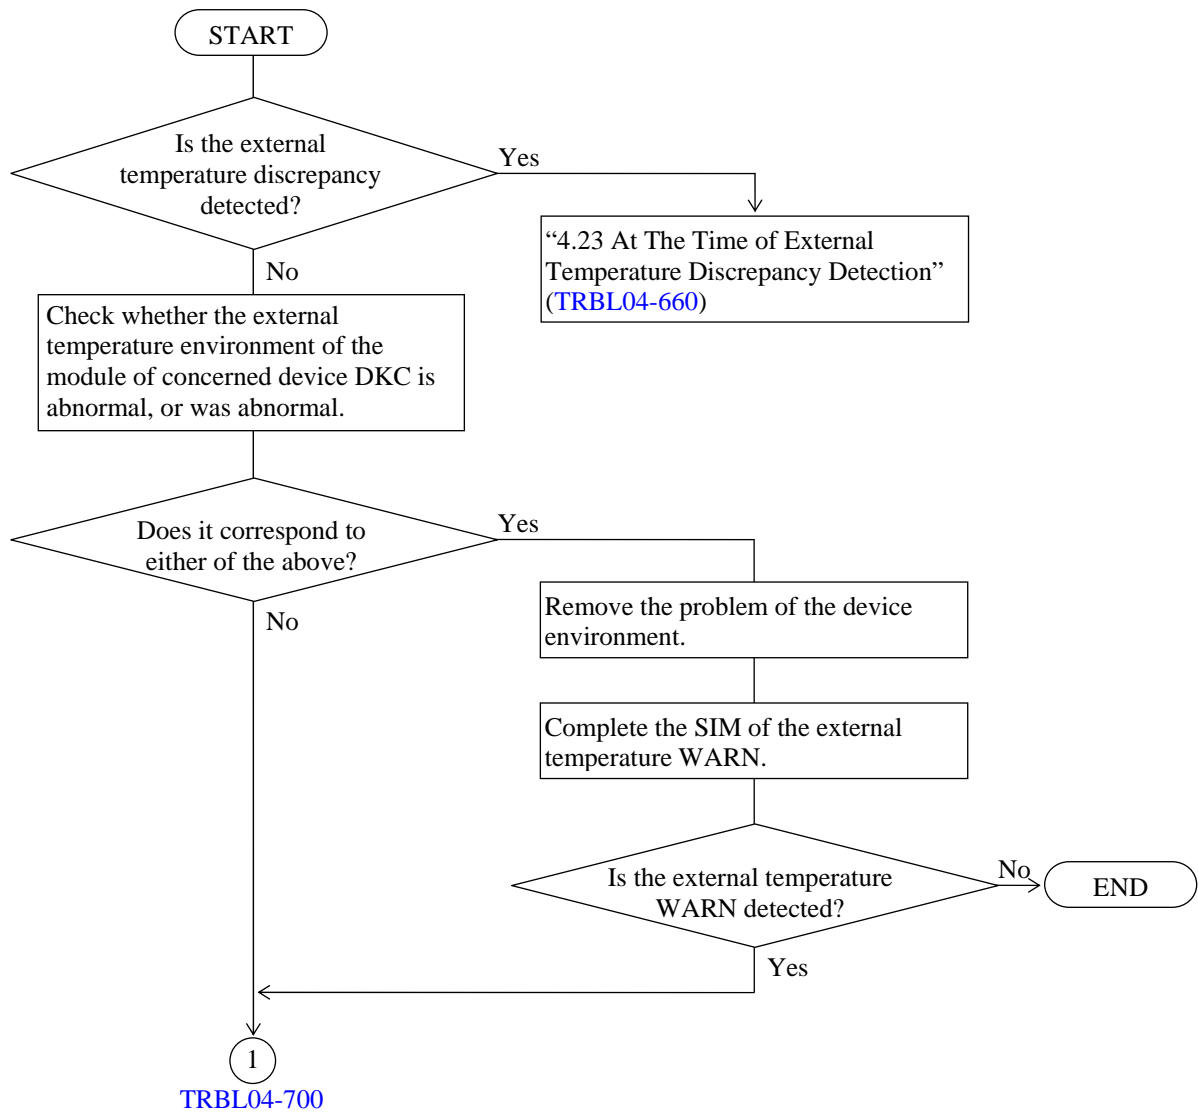 START
Is the external
temperature discrepancy
detected?
Yes
“4.23 At The Time of External
Temperature Discrepancy Detection”
(TRBL04-660)
No
Check whether the external
temperature environment of the
module of concerned device DKC is
abnormal, or was abnormal.
Does it correspond to
either of the above?
Yes
No
Remove the problem of the device
environment.
Complete the SIM of the external
temperature WARN.
Is the external temperature
WARN detected?
No
END
Yes
1
TRBL04-700